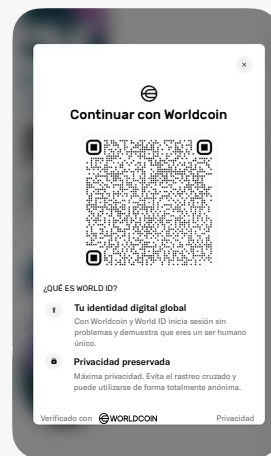 Continuar con Worldcoin
¿QUÉ ES WORLD ID?
Tu identidad digital global
Con Worldcoin y World ID inicia sesión sin
problemas y demuestra que eres un ser humano
único.
Privacidad preservada
Máxima privacidad. Evita el rastreo cruzado y
puede utilizarse de forma totalmente anónima.
Verificado con WORLDCOIN Privacidad